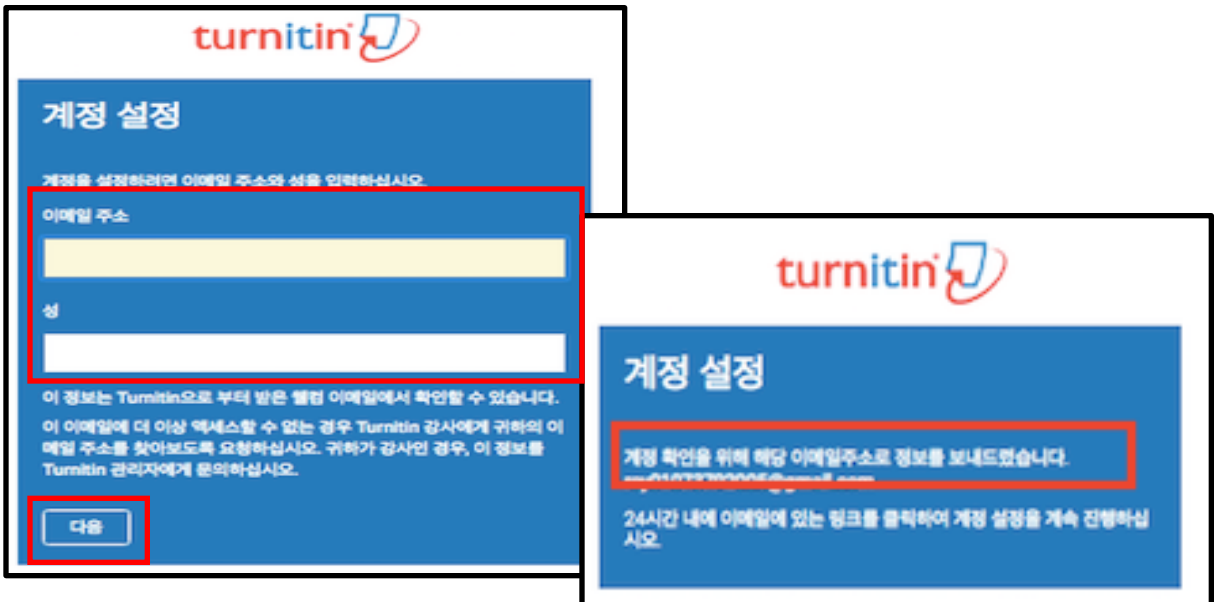 turnitin
계정 설정
계정을 설정하려면 이메일 주소와 성을 입력하십시오.
이메일 주소
성
이 정보는 Turnitin으로 부터 받은 웰컴 이메일에서 확인할 수 있습니다.
이 이메일에 더 이상 액세스할 수 없는 경우 Turnitin 강사에게 귀하의 이
메일 주소를 찾아보도록 요청하십시오. 귀하가 강사인 경우, 이 정보를
Turnitin 관리자에게 문의하십시오.
다음
turnitin
계정 설정
계정 확인을 위해 해당 이메일주소로 정보를 보내드렸습니다.
24시간 내에 이메일에 있는 링크를 클릭하여 계정 설정을 계속 진행하십
시오.